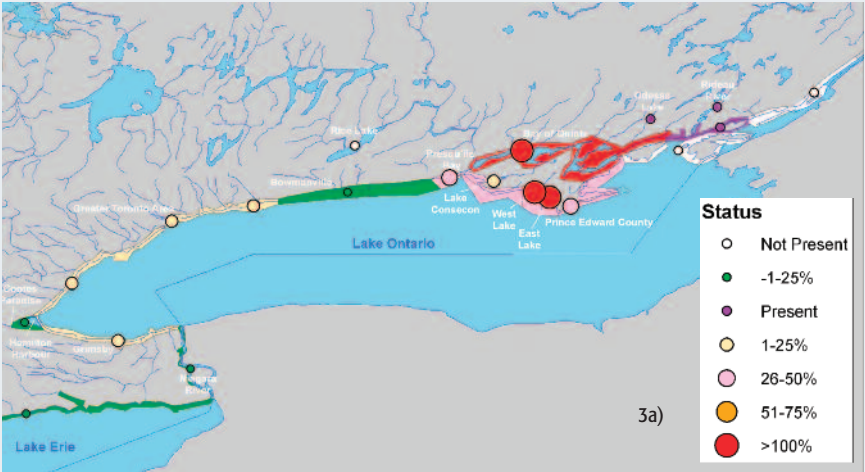 Rideau
River
Odessa
Lake
Rice Lake
Bay of Quinte
Presqu'ile
Bay
Bowmanville
Lake
Consecon
West
Lake
East
Lake
Prince Edward County
Greater Toronto Area
Lake Ontario
Cootes
Paradise
Hamilton
Harbour
Grimsby
Niagara
River
Lake Erie
Status
Not Present
-1-25%
Present
1-25%
26-50%
51-75%
>100%
3a)